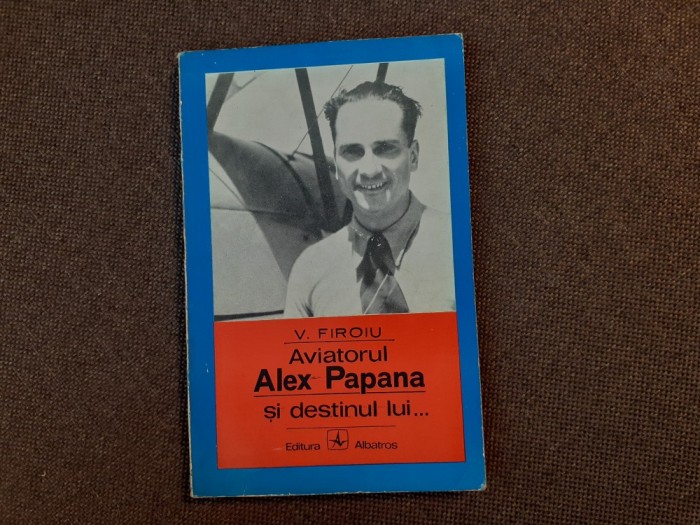 V. FIROIU
Aviatorul
Alex Papana
și destinul lui...
Editura Albatros